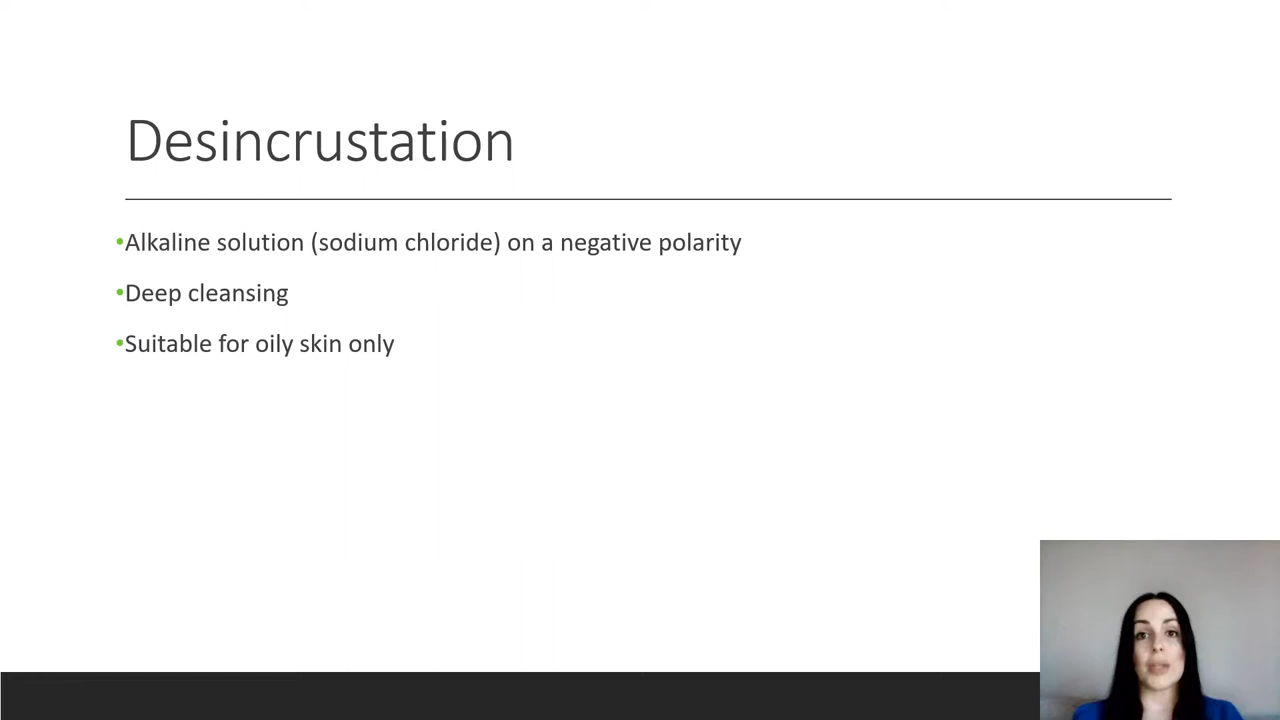 Desincrustation
•Alkaline solution (sodium chloride) on a negative polarity
•Deep cleansing
•Suitable for oily skin only